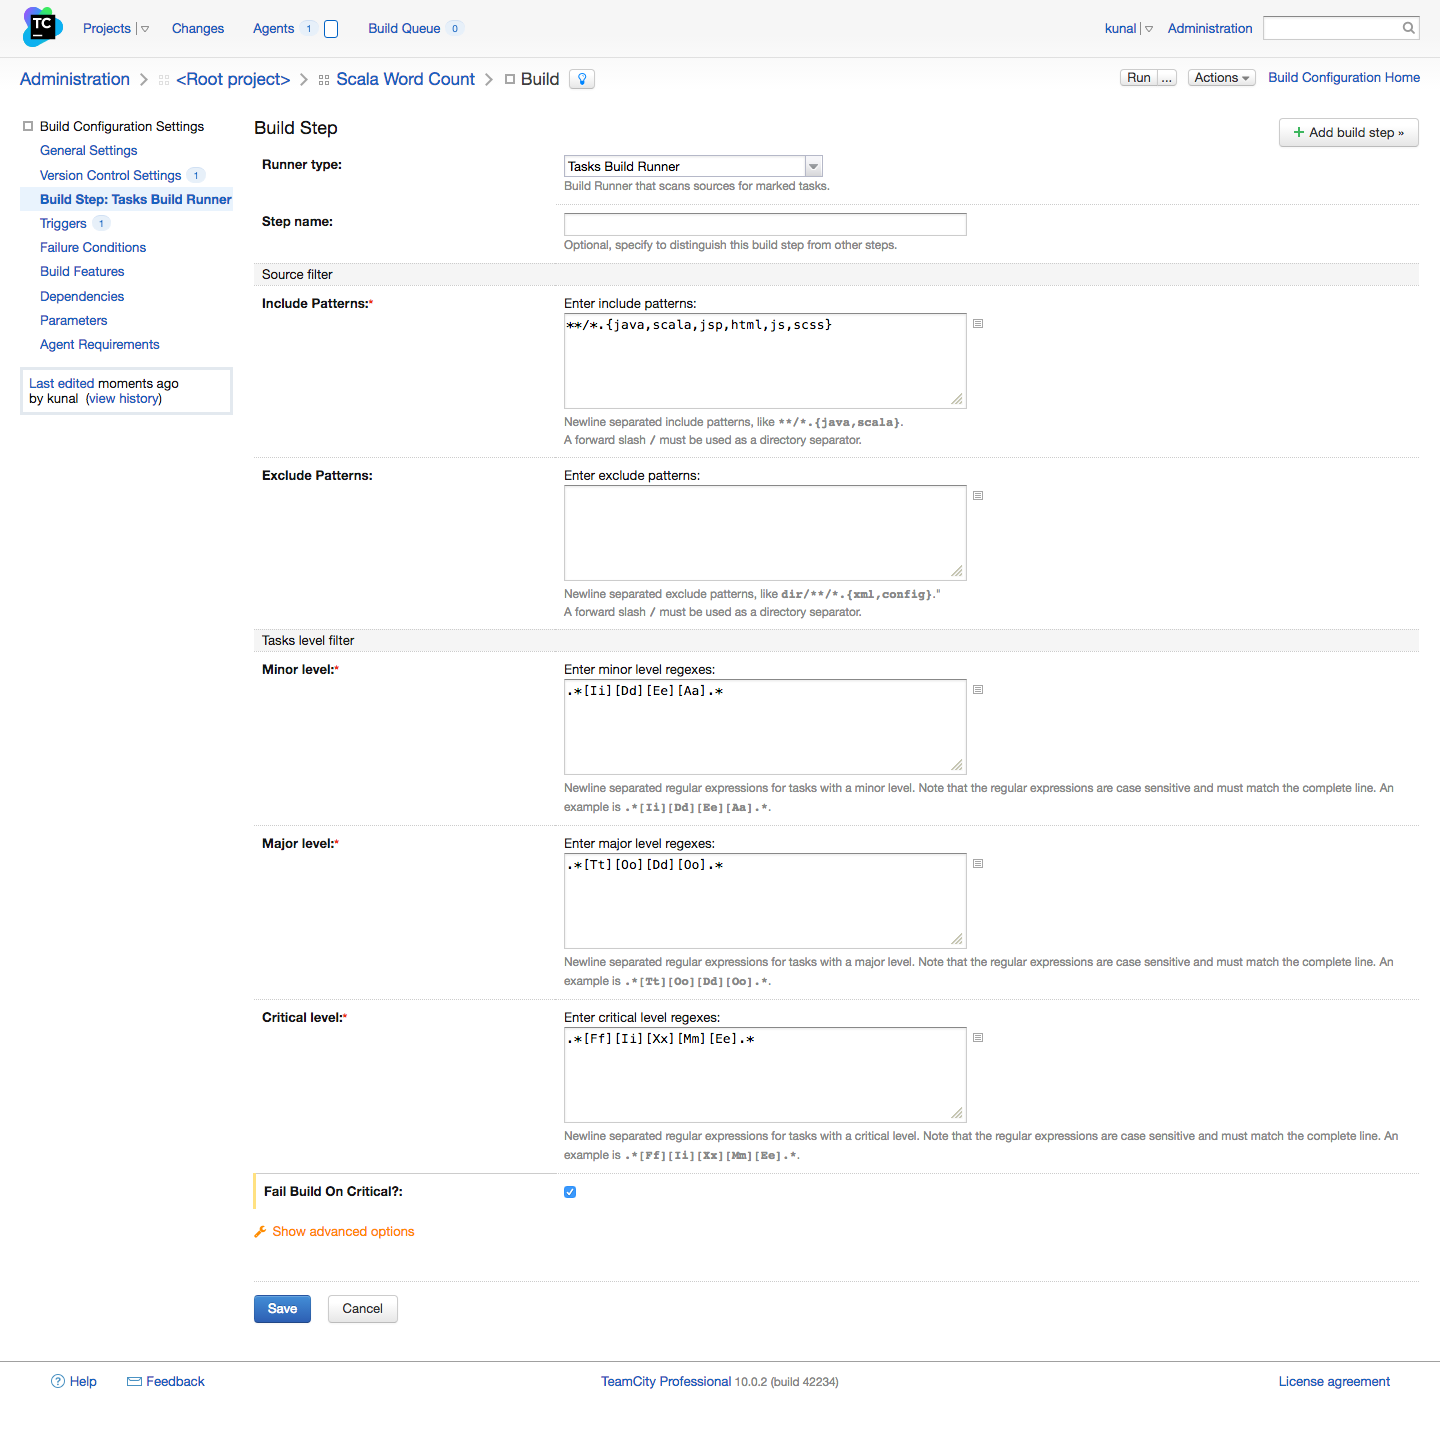 TC Projects Changes Agents 1 Build Queue 0 kunal Administration
Administration <Root project> Scala Word Count Build Run ... Actions Build Configuration Home
Build Configuration Settings
General Settings
Version Control Settings 1
Build Step: Tasks Build Runner
Triggers 1
Failure Conditions
Build Features
Dependencies
Parameters
Agent Requirements
Last edited moments ago
by kunal (view history)
Build Step
+ Add build step »
Runner type: Tasks Build Runner
Build Runner that scans sources for marked tasks.
Step name:
Optional, specify to distinguish this build step from other steps.
Source filter
Include Patterns:* Enter include patterns:
**/*.{java,scala,jsp,html,js,scss}
Newline separated include patterns, like **/*.{java,scala}.
A forward slash / must be used as a directory separator.
Exclude Patterns: Enter exclude patterns:
Newline separated exclude patterns, like dir/**/*.{xml,config}."
A forward slash / must be used as a directory separator.
Tasks level filter
Minor level:* Enter minor level regexes:
.*[Ii][Dd][Ee][Aa].*
Newline separated regular expressions for tasks with a minor level. Note that the regular expressions are case sensitive and must match the complete line. An
example is .*[Ii][Dd][Ee][Aa].*.
Major level:* Enter major level regexes:
.*[Tt][Oo][Dd][Oo].*
Newline separated regular expressions for tasks with a major level. Note that the regular expressions are case sensitive and must match the complete line. An
example is .*[Tt][Oo][Dd][Oo].*.
Critical level:* Enter critical level regexes:
.*[Ff][Ii][Xx][Mm][Ee].*
Newline separated regular expressions for tasks with a critical level. Note that the regular expressions are case sensitive and must match the complete line. An
example is .*[Ff][Ii][Xx][Mm][Ee].*.
Fail Build On Critical?:
Show advanced options
Save Cancel
? Help Feedback TeamCity Professional 10.0.2 (build 42234) License agreement